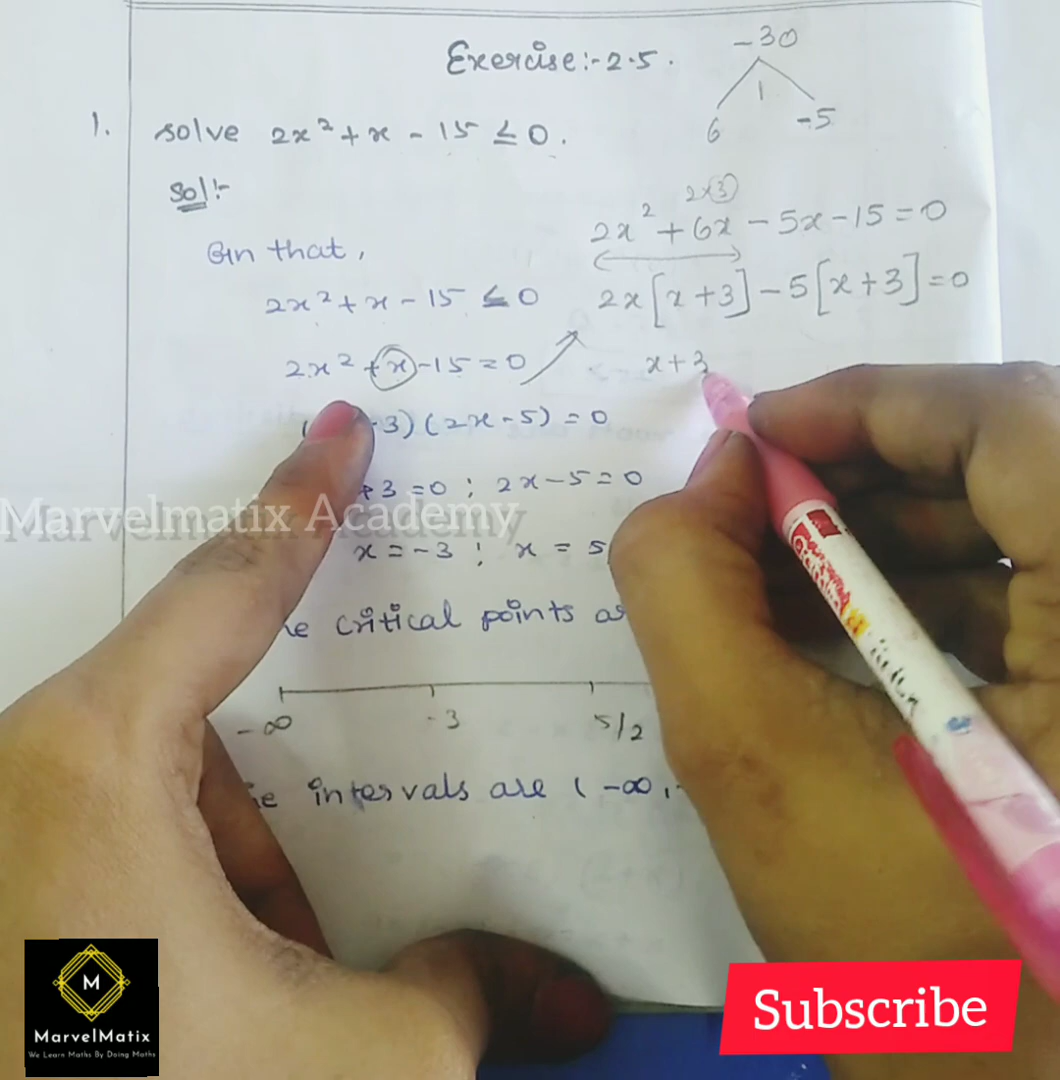 Exercise:-2.5.
-30
1
6 -5
1. solve 2x² + x - 15 ≤ 0.
Sol:-
Gn that,
2x² + x - 15 ≤ 0
2x² + x - 15 = 0
3) (2x - 5) = 0
+ 3 = 0 ; 2x - 5 = 0
x = -3 ; x = 5
critical points
-∞ -3 5/2
intervals are ( -∞ ,
2x3
2x² + 6x - 5x - 15 = 0
2x[x + 3] - 5[x + 3] = 0
x + 3
Marvelmatix Academy
M
MARVELMATIX
We Learn Maths By Doing Maths
Subscribe